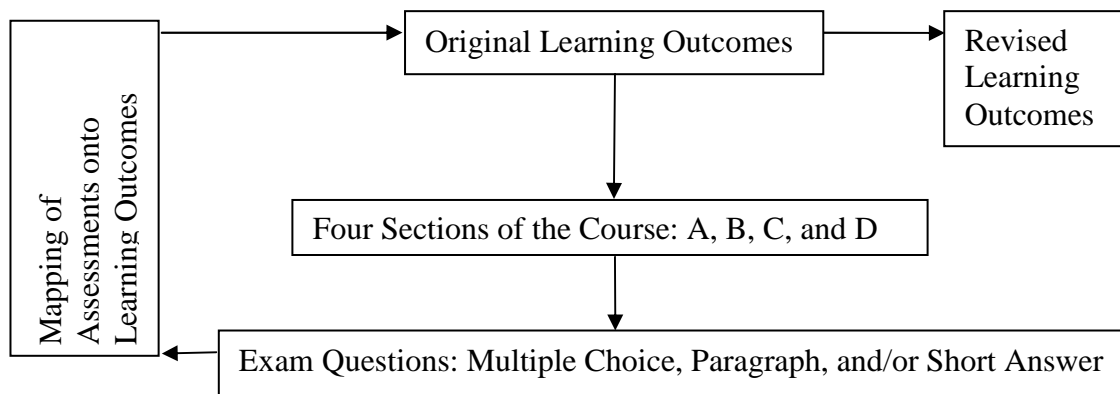 Original Learning Outcomes
Revised
Learning
Outcomes
Mapping of
Assessments onto
Learning Outcomes
Four Sections of the Course: A, B, C, and D
Exam Questions: Multiple Choice, Paragraph, and/or Short Answer